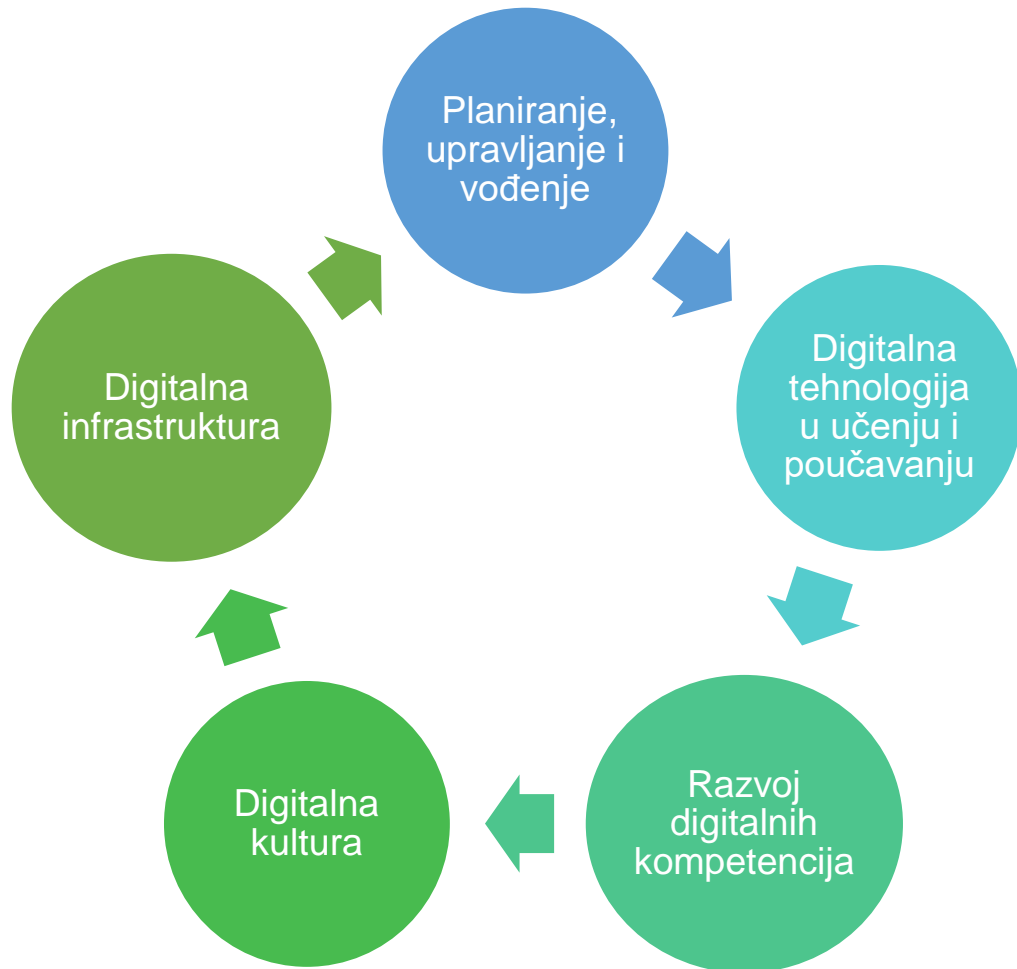 Planiranje,
upravljanje i
vođenje
Digitalna
tehnologija
u učenju i
poučavanju
Razvoj
digitalnih
kompetencija
Digitalna
kultura
Digitalna
infrastruktura